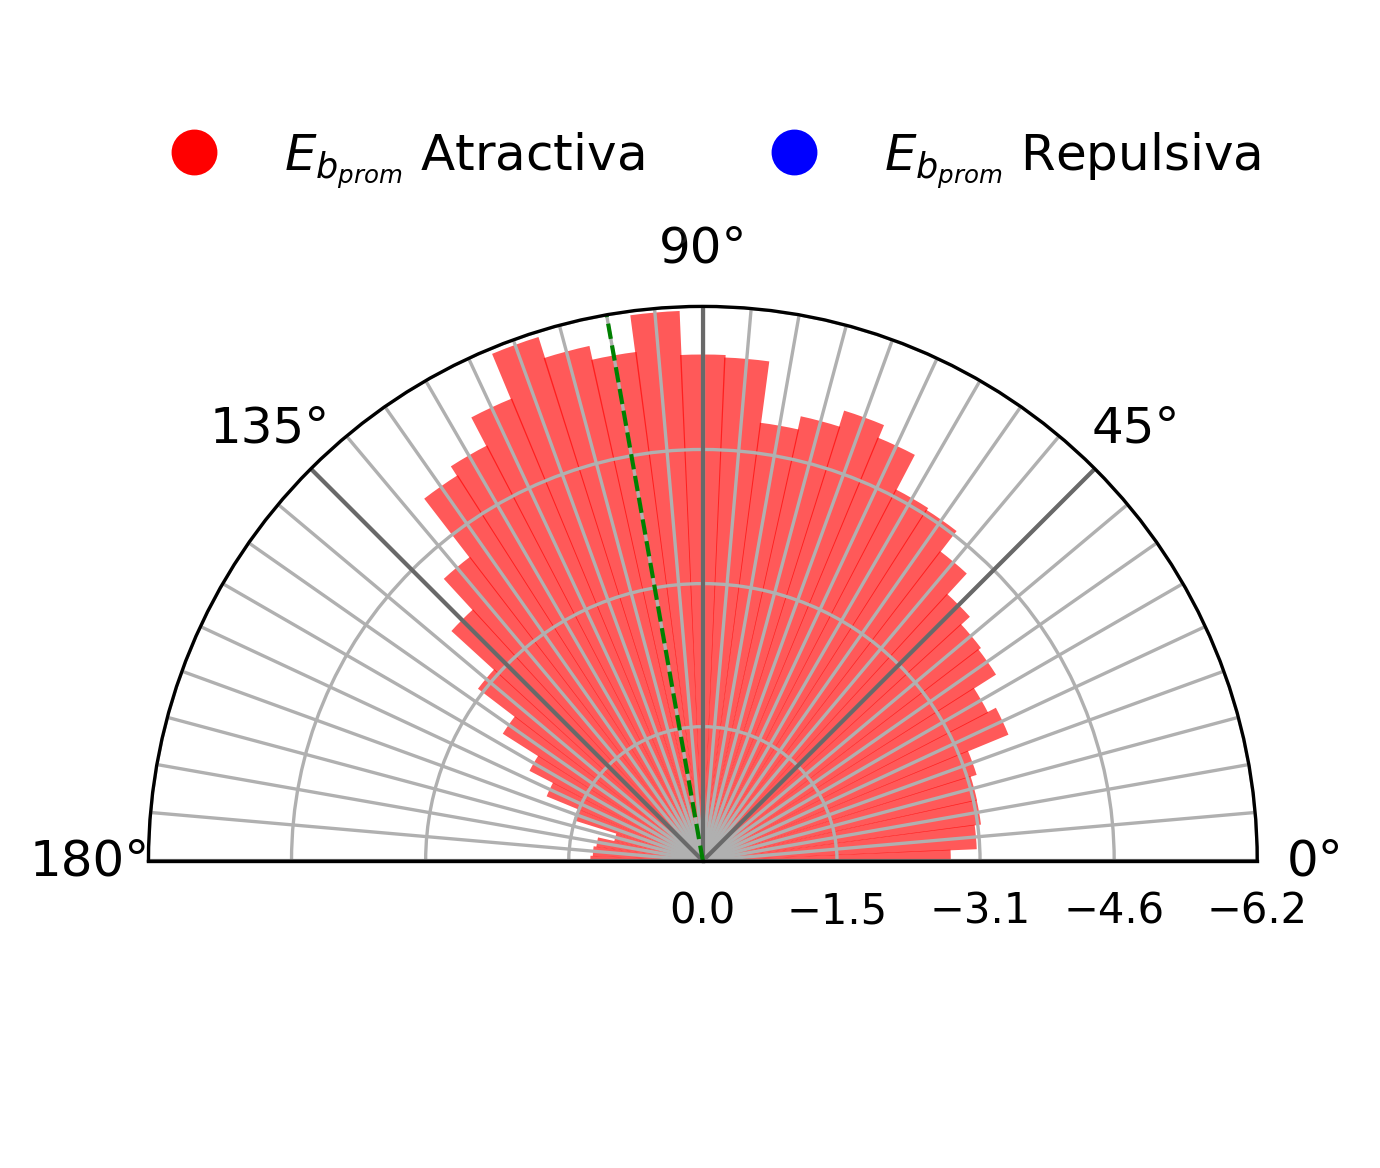 E_{b_{prom}} Atractiva E_{b_{prom}} Repulsiva
90°
135° 45°
180° 0°
0.0 −1.5 −3.1 −4.6 −6.2